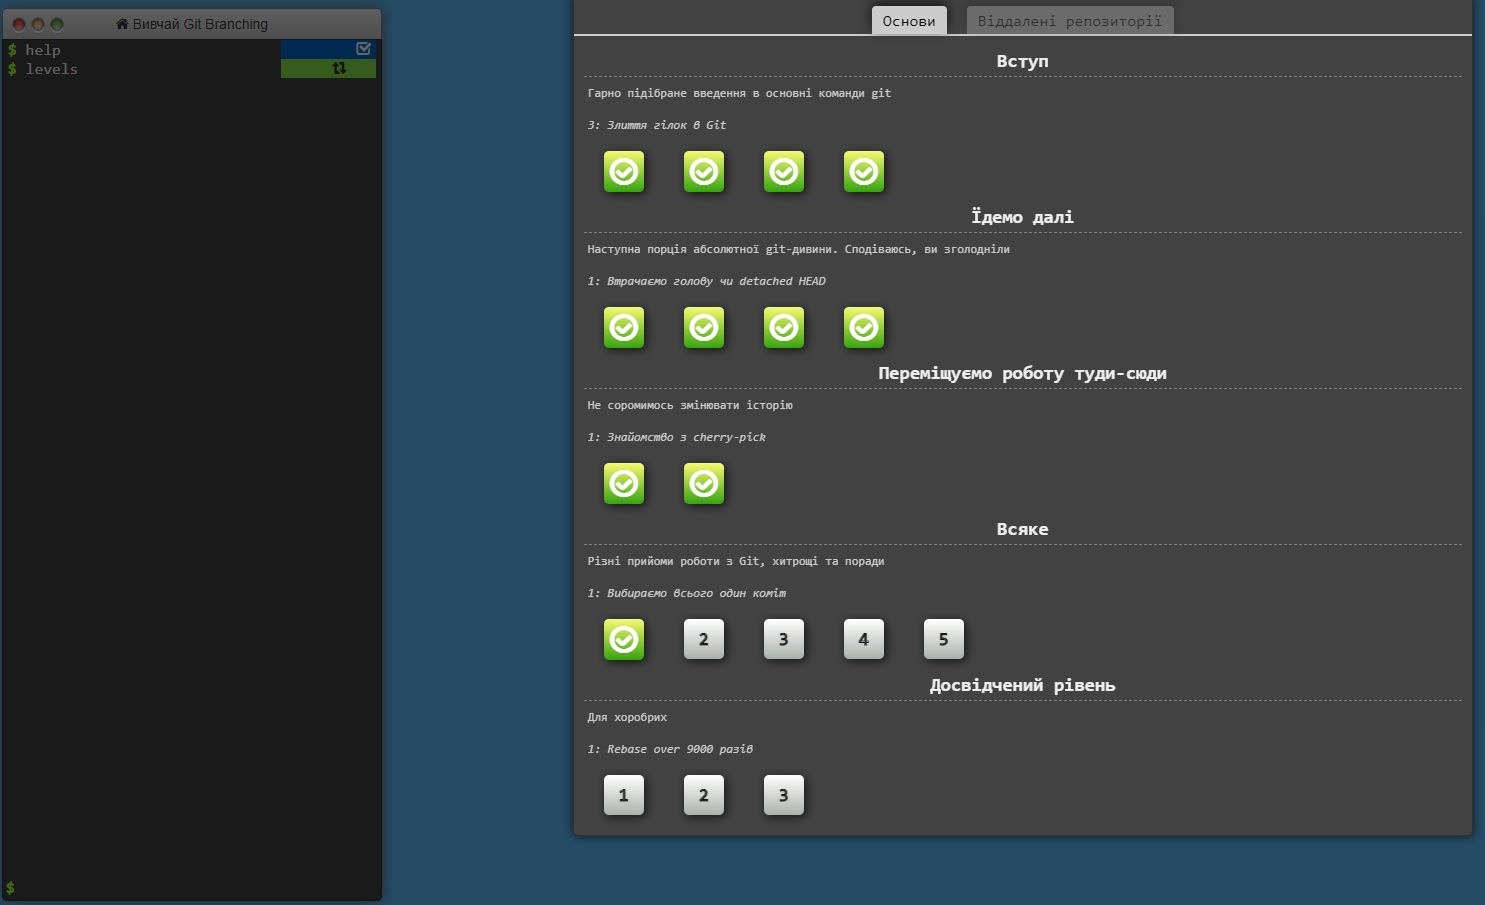 Вивчай Git Branching
$ help
$ levels
$
Основи
Віддалені репозиторії
Вступ
Гарно підібране введення в основні команди git
3: Злиття гілок в Git
Їдемо далі
Наступна порція абсолютної git-дивини. Сподіваюсь, ви зголодніли
1: Втрачаємо голову чи detached HEAD
Переміщуємо роботу туди-сюди
Не соромимось змінювати історію
1: Знайомство з cherry-pick
Всяке
Різні прийоми роботи з Git, хитрощі та поради
1: Вибираємо всього один коміт
2 3 4 5
Досвідчений рівень
Для хоробрих
1: Rebase over 9000 разів
1 2 3